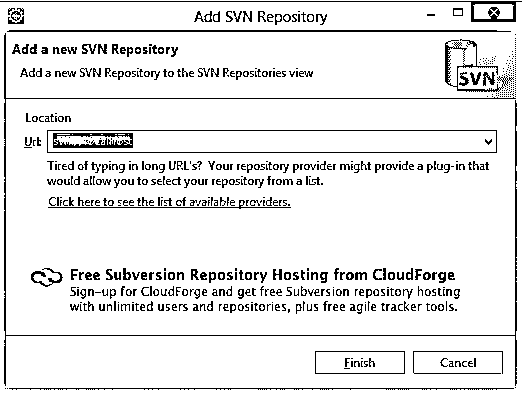 Add SVN Repository
Add a new SVN Repository
Add a new SVN Repository to the SVN Repositories view
SVN
Location
Url:
Tired of typing in long URL's? Your repository provider might provide a plug-in that
would allow you to select your repository from a list.
Click here to see the list of available providers.
Free Subversion Repository Hosting from CloudForge
Sign-up for CloudForge and get free Subversion repository hosting
with unlimited users and repositories, plus free agile tracker tools.
Finish
Cancel